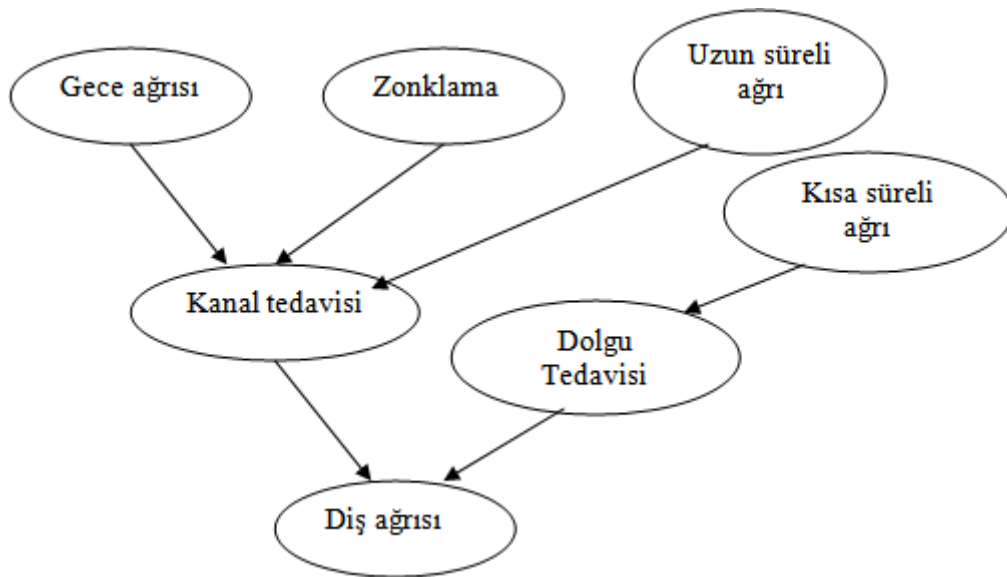 Gece ağrısı
Zonklama
Uzun süreli
ağrı
Kısa süreli
ağrı
Kanal tedavisi
Dolgu
Tedavisi
Diş ağrısı